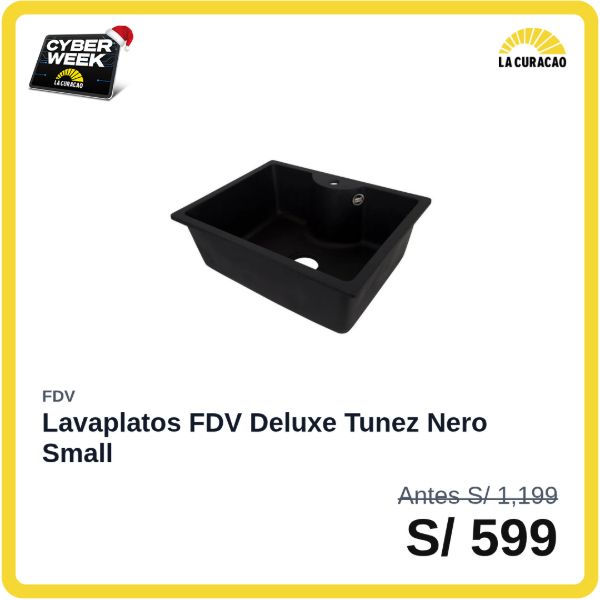 CYBER
WEEK
LA CURACAO
LA CURACAO
FDV
Lavaplatos FDV Deluxe Tunez Nero
Small
Antes S/ 1,199
S/ 599